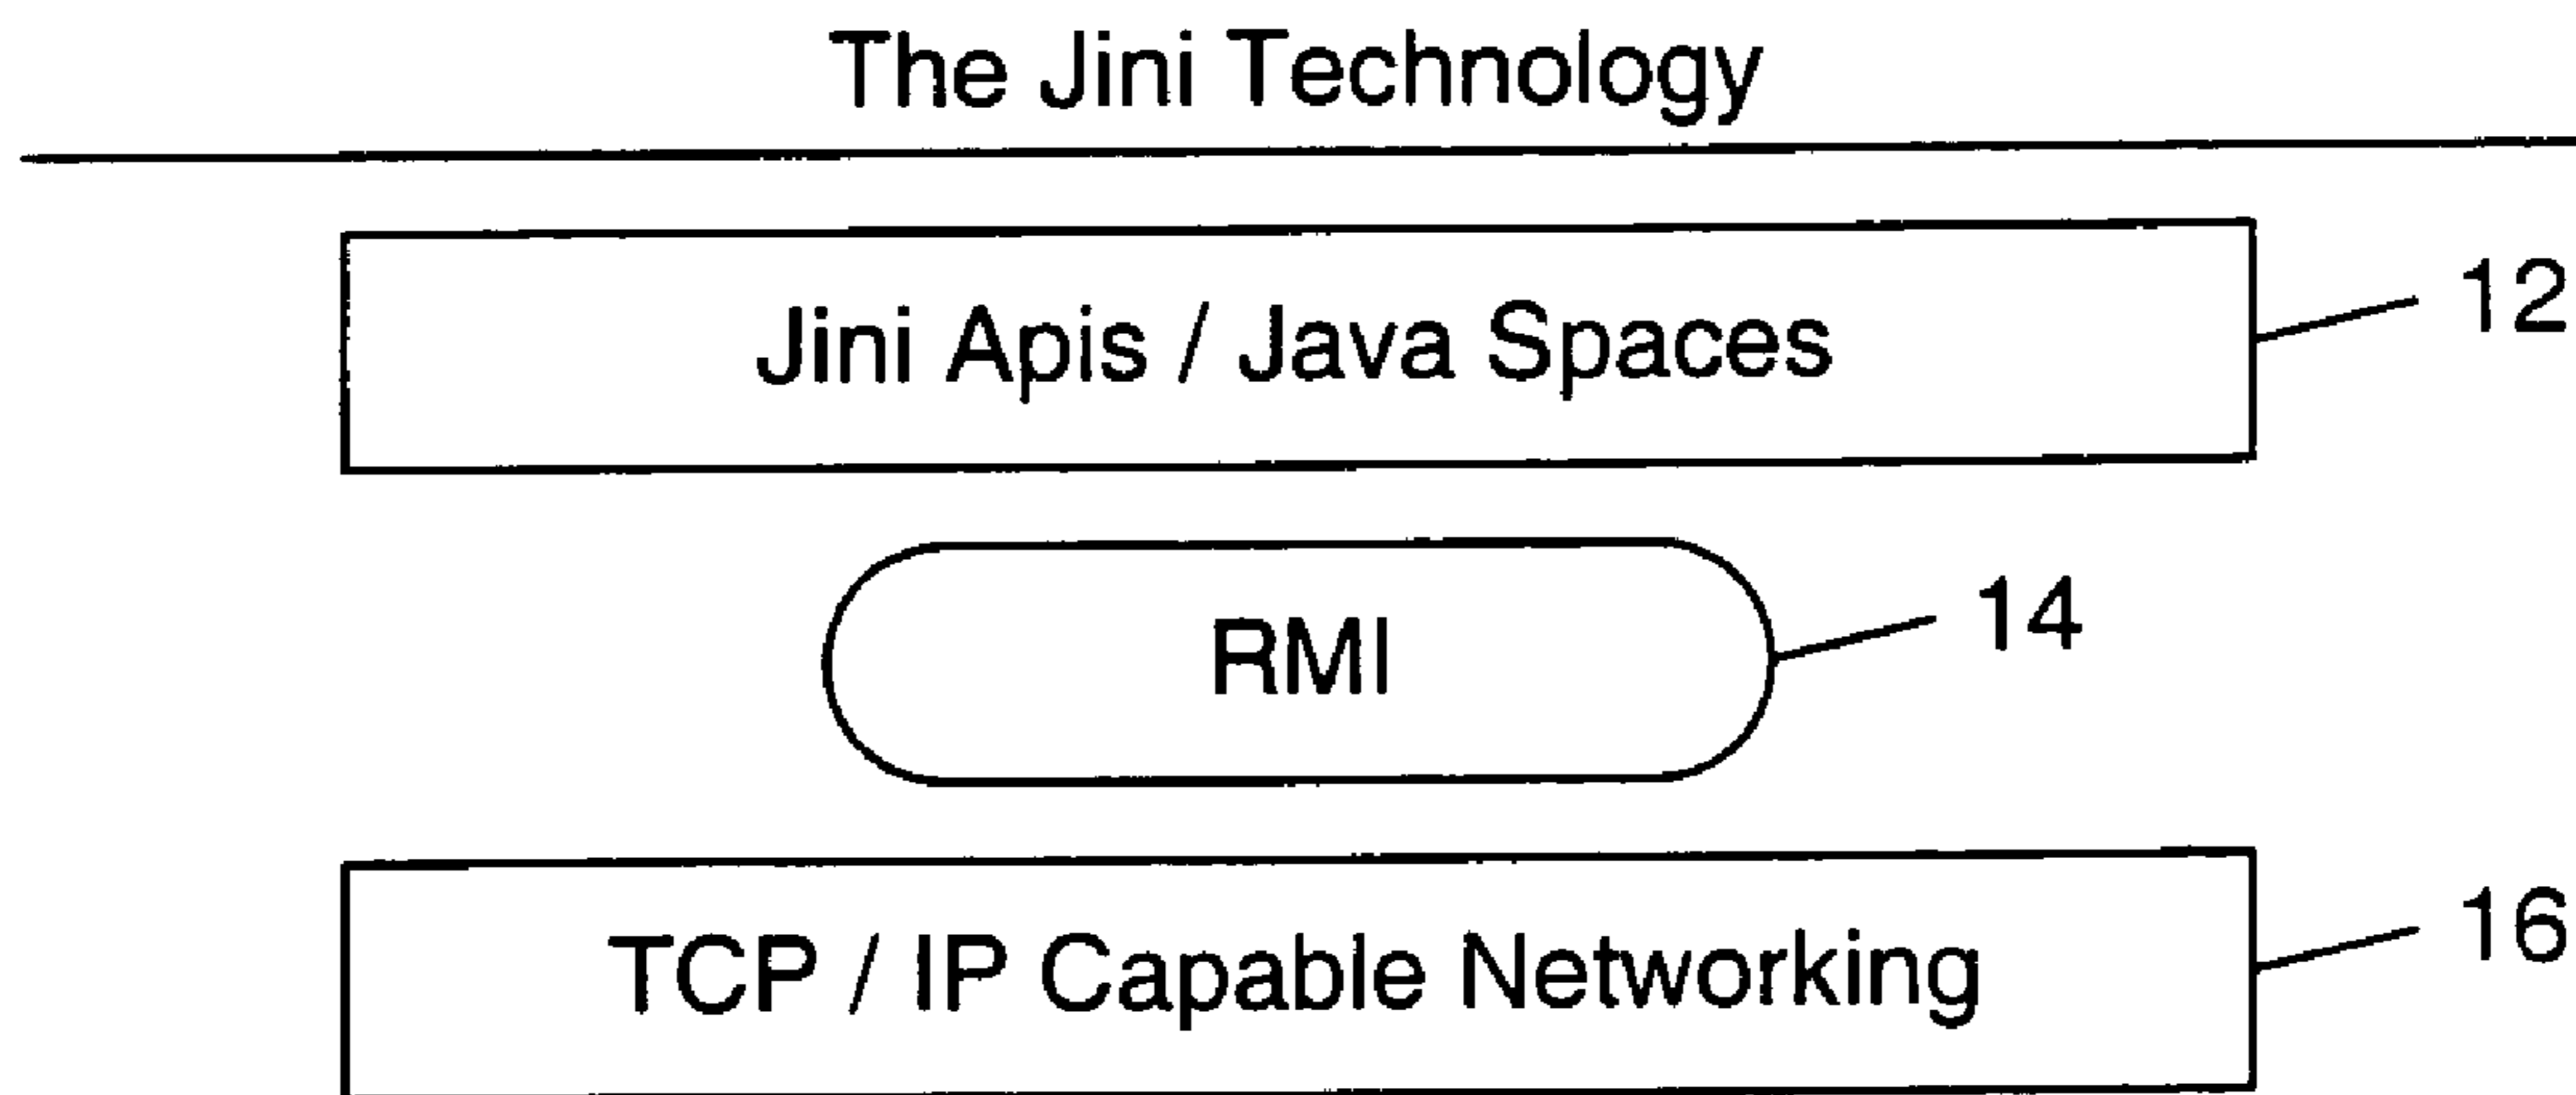 The Jini Technology
Jini Apis / Java Spaces
12
RMI
14
TCP / IP Capable Networking
16